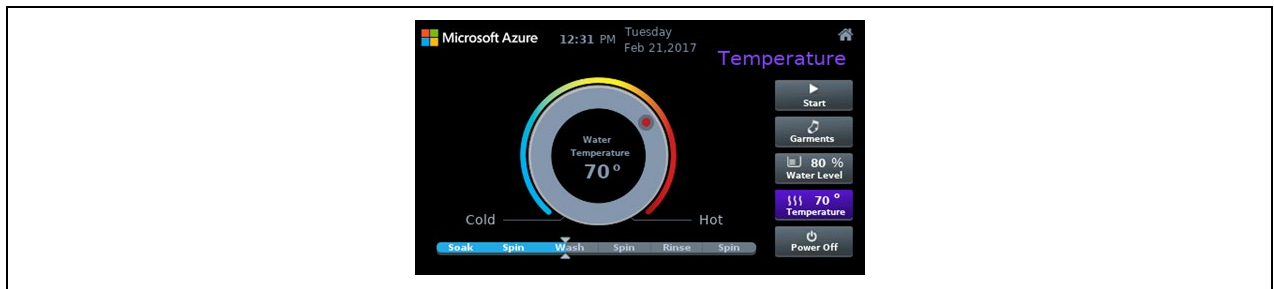 Microsoft Azure
12:31 PM
Tuesday
Feb 21,2017
Temperature
Start
Garments
80 %
Water Level
70 o
Temperature
Power Off
Water
Temperature
70 o
Cold
Hot
Soak Spin Wash Spin Rinse Spin